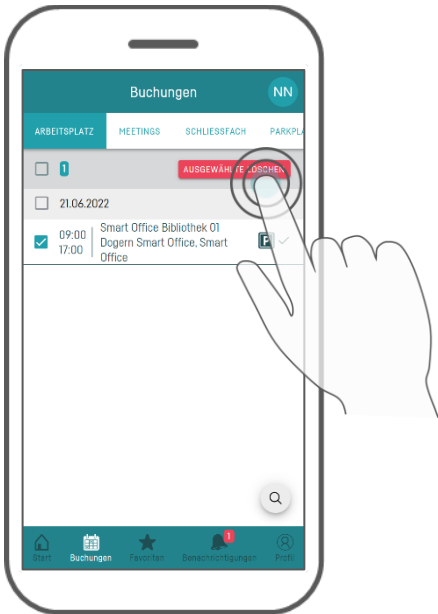 Buchungen
NN
ARBEITSPLATZ MEETINGS SCHLIESSFACH PARKPLA
1
AUSGEWÄHLTE LÖSCHEN
21.06.2022
09:00 Smart Office Bibliothek 01
17:00 Dogern Smart Office, Smart
Office
P
Start Buchungen Favoriten Benachrichtigungen Profil
1